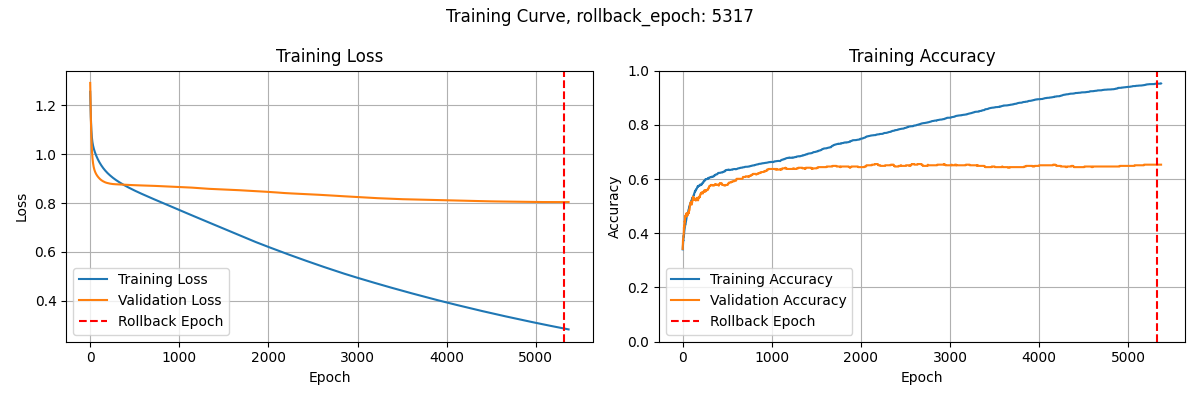 Training Curve, rollback_epoch: 5317
Training Loss
Loss
1.2
1.0
0.8
0.6
0.4
Training Loss
Validation Loss
Rollback Epoch
0 1000 2000 3000 4000 5000
Epoch
Training Accuracy
Accuracy
1.0
0.8
0.6
0.4
0.2
0.0
Training Accuracy
Validation Accuracy
Rollback Epoch
0 1000 2000 3000 4000 5000
Epoch